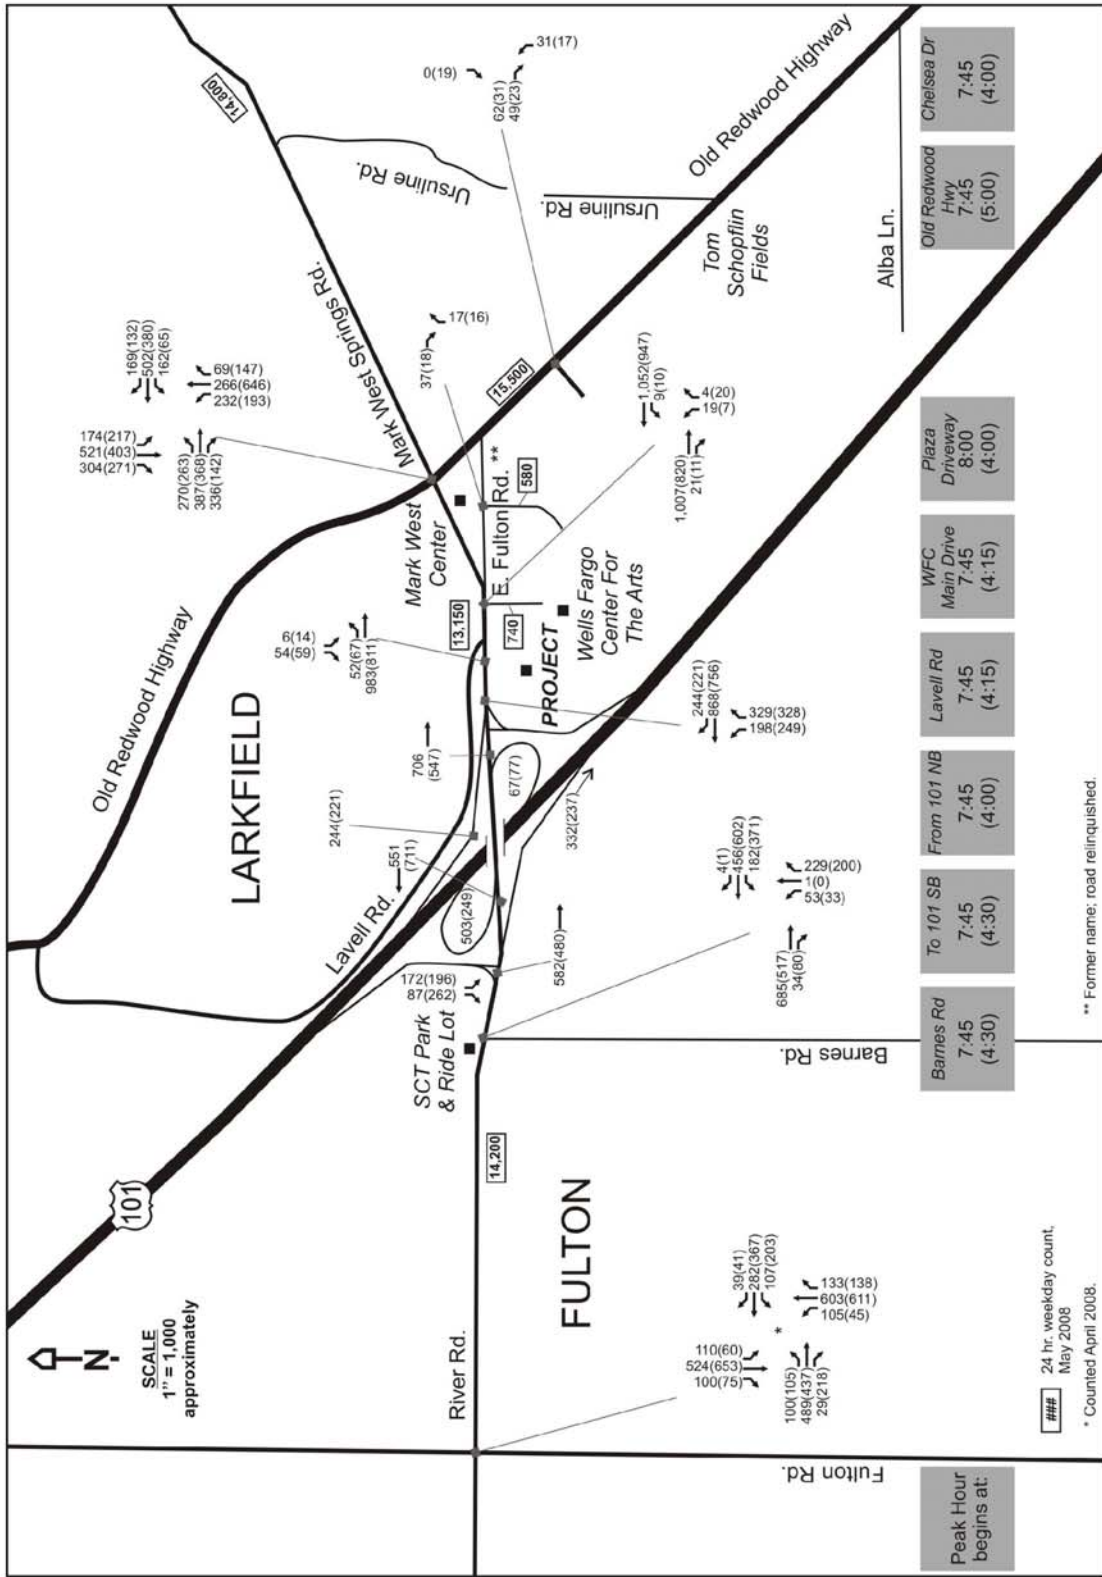 101
N
SCALE
1" = 1,000
approximately
LARKFIELD
FULTON
Old Redwood Highway
Lavell Rd.
Mark West Springs Rd.
14,800
Ursuline Rd.
Ursuline Rd.
Old Redwood Highway
15,500
Mark West
Center
E. Fulton Rd. **
13,150
580
740
PROJECT
Wells Fargo
Center For
The Arts
Tom
Schopflin
Fields
Alba Ln.
SCT Park
& Ride Lot
River Rd.
14,200
Barnes Rd.
Fulton Rd.
174(217)
521(403)
304(271)
169(132)
502(380)
162(65)
270(263)
387(368)
336(142)
69(147)
266(646)
232(193)
0(19)
62(31)
49(23)
31(17)
37(18)
17(16)
6(14)
54(59)
52(67)
983(811)
1,052(947)
9(10)
1,007(820)
21(11)
4(20)
19(7)
706
(547)
244(221)
551
(711)
503(249)
67(77)
332(237)
582(480)
172(196)
87(262)
244(221)
868(756)
329(328)
198(249)
4(1)
456(602)
182(371)
685(517)
34(80)
229(200)
1(0)
53(33)
110(60)
524(653)
100(75)
39(41)
282(367)
107(203)
*
100(105)
489(437)
29(218)
133(138)
603(611)
105(45)
Peak Hour
begins at:
Barnes Rd
7:45
(4:30)
To 101 SB
7:45
(4:30)
From 101 NB
7:45
(4:00)
Lavell Rd
7:45
(4:15)
WFC
Main Drive
7:45
(4:15)
Plaza
Driveway
8:00
(4:00)
Old Redwood
Hwy
7:45
(5:00)
Chelsea Dr
7:45
(4:00)
### 24 hr. weekday count,
May 2008
* Counted April 2008.
** Former name; road relinquished.